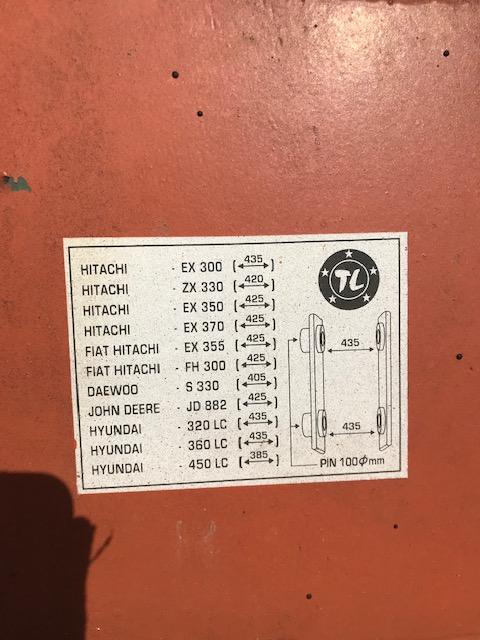 HITACHI - EX 300 [435]
HITACHI - ZX 330 [420]
HITACHI - EX 350 [425]
HITACHI - EX 370 [425]
FIAT HITACHI - EX 355 [425]
FIAT HITACHI - FH 300 [425]
DAEWOO - S 330 [405]
JOHN DEERE - JD 882 [425]
HYUNDAI - 320 LC [435]
HYUNDAI - 360 LC [435]
HYUNDAI - 450 LC [385]
TL
435
435
PIN 100ϕmm